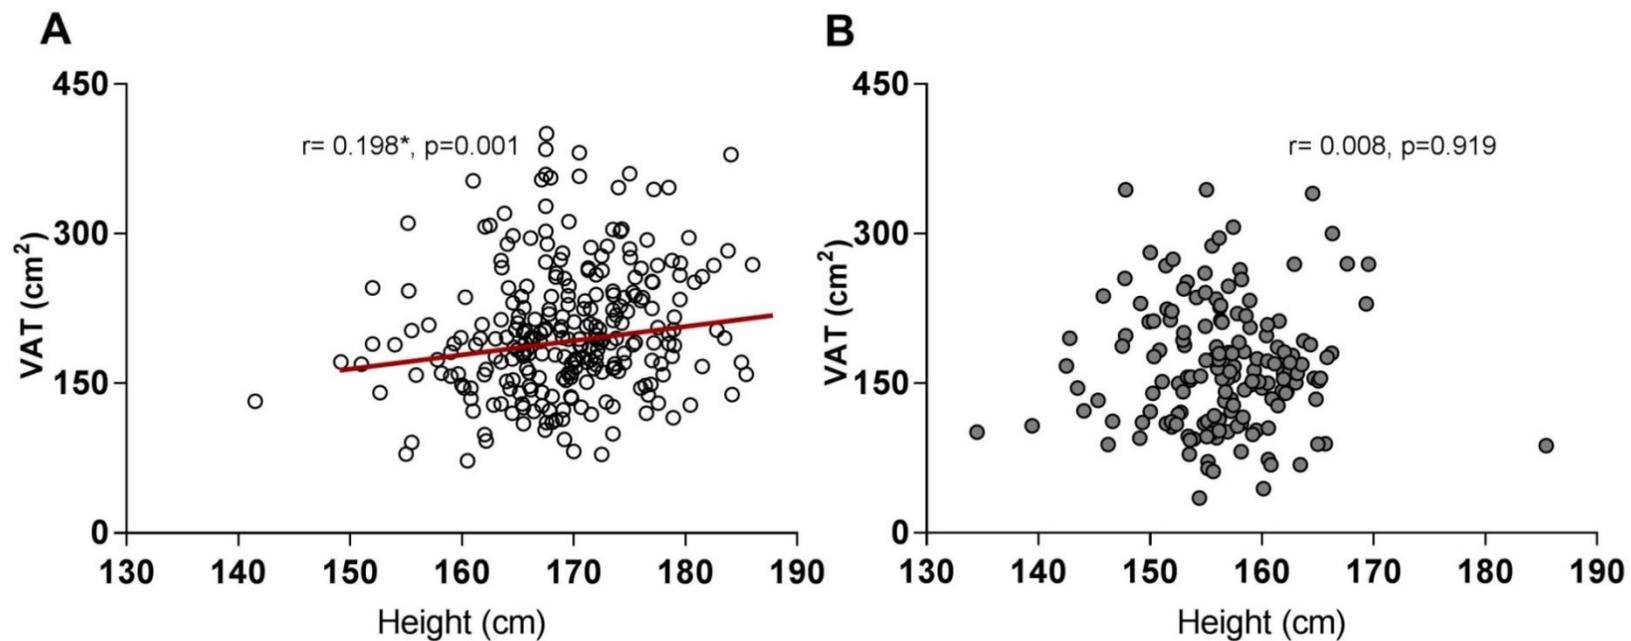 A
B
450
r= 0.198*, p=0.001
300
VAT (cm²)
150
0
130 140 150 160 170 180 190
Height (cm)
450
r= 0.008, p=0.919
300
VAT (cm²)
150
0
130 140 150 160 170 180 190
Height (cm)